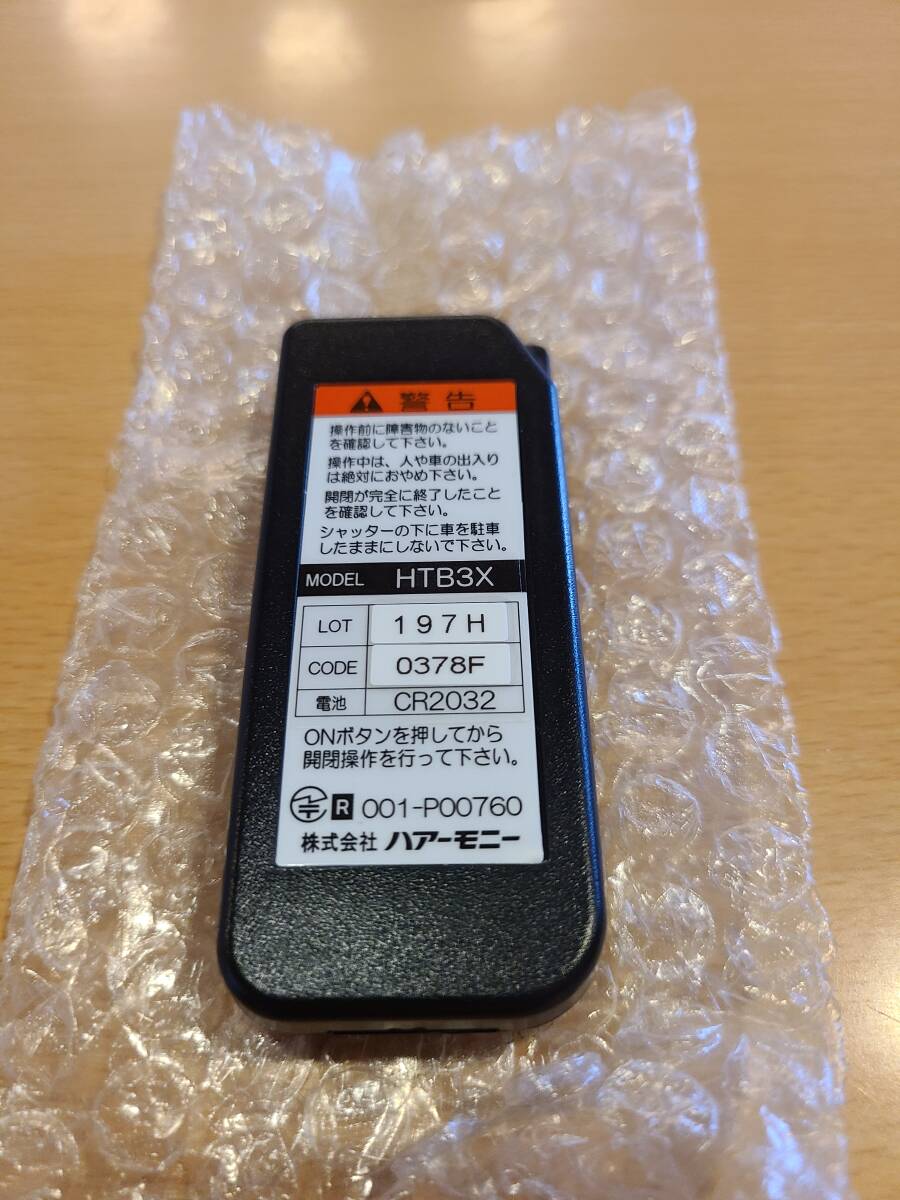 警告
操作前に障害物のないこと
を確認して下さい。
操作中は、人や車の出入り
は絶対におやめ下さい。
開閉が完全に終了したこと
を確認して下さい。
シャッターの下に車を駐車
したままにしないで下さい。
MODEL HTB3X
LOT 197H
CODE 0378F
電池 CR2032
ONボタンを押してから
開閉操作を行って下さい。
R 001-P00760
株式会社 ハアーモニー